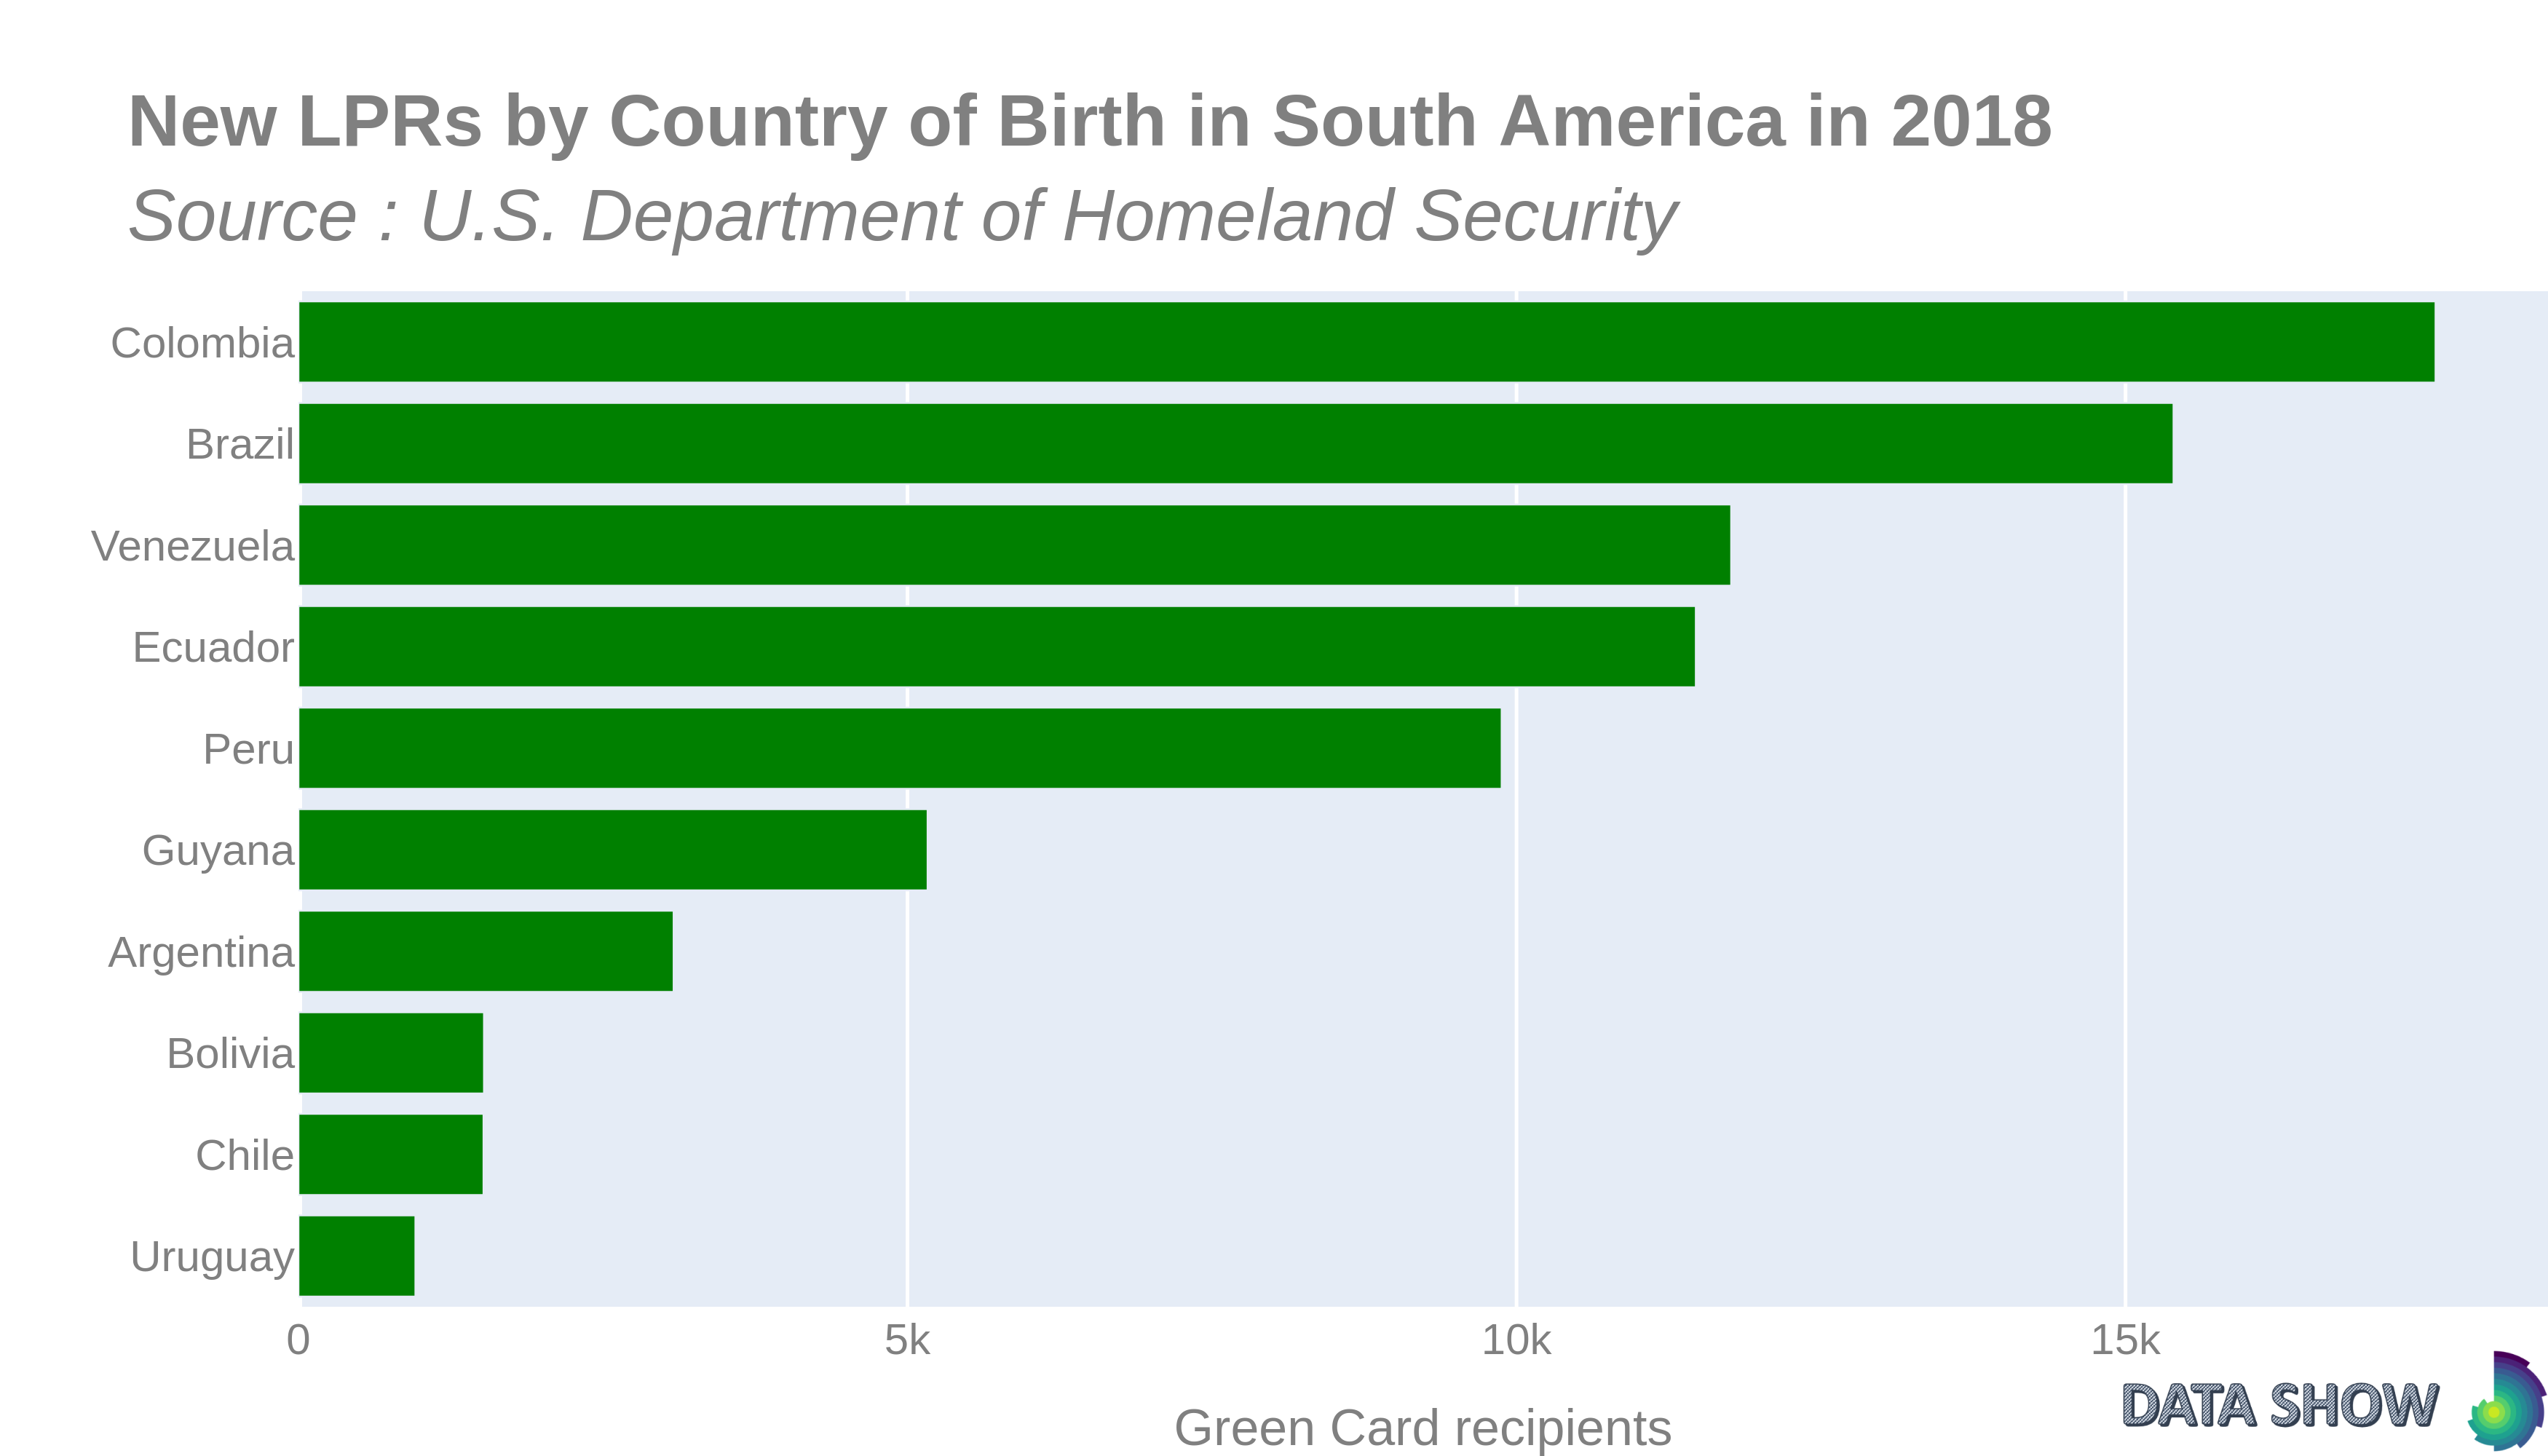 New LPRs by Country of Birth in South America in 2018
Source : U.S. Department of Homeland Security
Colombia
Brazil
Venezuela
Ecuador
Peru
Guyana
Argentina
Bolivia
Chile
Uruguay
0 5k 10k 15k
Green Card recipients
DATA SHOW